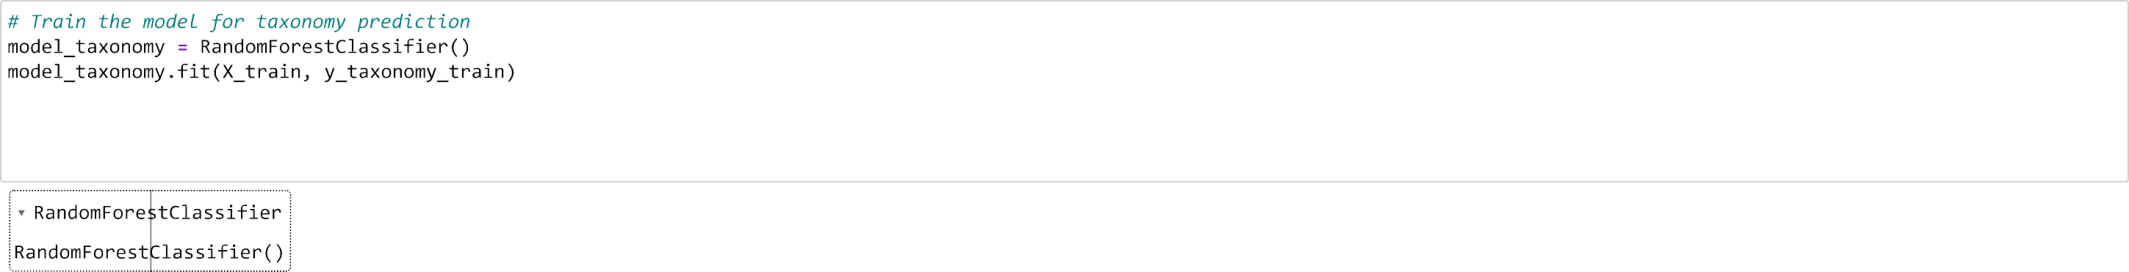 # Train the model for taxonomy prediction
model_taxonomy = RandomForestClassifier()
model_taxonomy.fit(X_train, y_taxonomy_train)
▾ RandomForestClassifier
RandomForestClassifier()